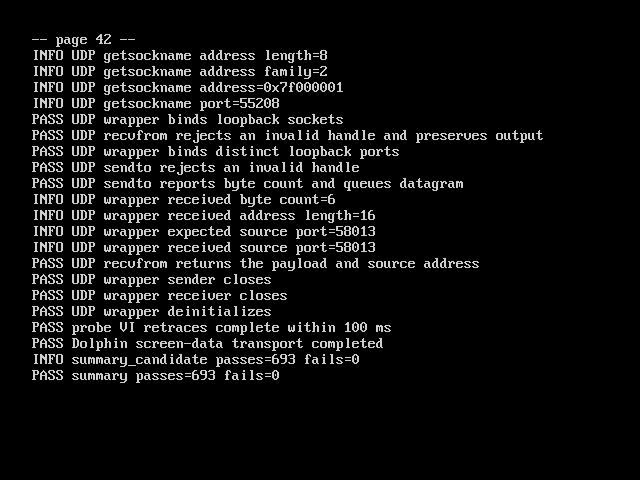 -- page 42 --
INFO UDP getsockname address length=8
INFO UDP getsockname address family=2
INFO UDP getsockname address=0x7f000001
INFO UDP getsockname port=55208
PASS UDP wrapper binds loopback sockets
PASS UDP recvfrom rejects an invalid handle and preserves output
PASS UDP wrapper binds distinct loopback ports
PASS UDP sendto rejects an invalid handle
PASS UDP sendto reports byte count and queues datagram
INFO UDP wrapper received byte count=6
INFO UDP wrapper received address length=16
INFO UDP wrapper expected source port=58013
INFO UDP wrapper received source port=58013
PASS UDP recvfrom returns the payload and source address
PASS UDP wrapper sender closes
PASS UDP wrapper receiver closes
PASS UDP wrapper deinitializes
PASS probe VI retraces complete within 100 ms
PASS Dolphin screen-data transport completed
INFO summary_candidate passes=693 fails=0
PASS summary passes=693 fails=0